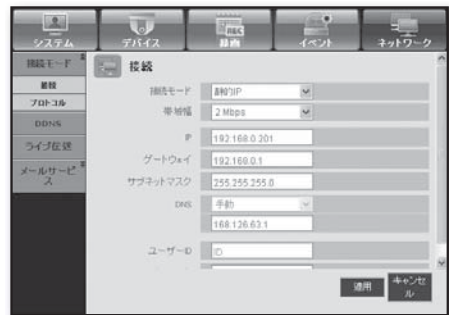 システム デバイス 録画 イベント ネットワーク
REC
接続モード
接続
プロトコル
DDNS
ライブ伝送
メールサービス
接続
接続モード 静的IP
帯域幅 2 Mbps
IP 192.168.0.201
ゲートウェイ 192.168.0.1
サブネットマスク 255.255.255.0
DNS 手動
168.126.63.1
ユーザーID ID
適用 キャンセル